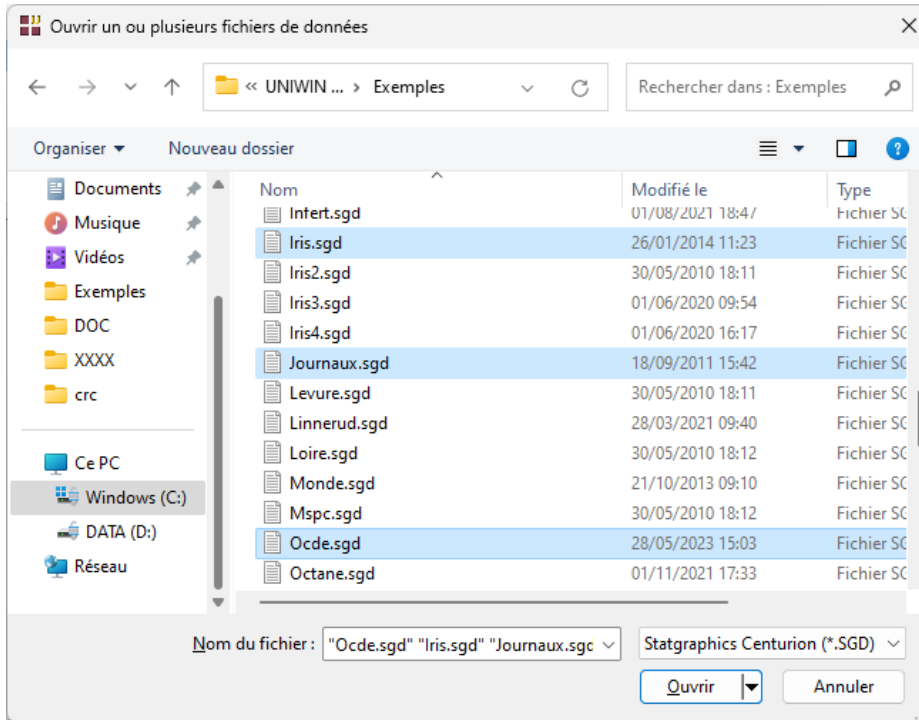 Ouvrir un ou plusieurs fichiers de données
« UNIWIN ... > Exemples
Rechercher dans : Exemples
Organiser
Nouveau dossier
?
Documents
Musique
Vidéos
Exemples
DOC
XXXX
crc
Ce PC
Windows (C:)
DATA (D:)
Réseau
Nom Modifié le Type
Infert.sgd 01/08/2021 18:47 Fichier SG
Iris.sgd 26/01/2014 11:23 Fichier SG
Iris2.sgd 30/05/2010 18:11 Fichier SG
Iris3.sgd 01/06/2020 09:54 Fichier SG
Iris4.sgd 01/06/2020 16:17 Fichier SG
Journaux.sgd 18/09/2011 15:42 Fichier SG
Levure.sgd 30/05/2010 18:11 Fichier SG
Linnerud.sgd 28/03/2021 09:40 Fichier SG
Loire.sgd 30/05/2010 18:12 Fichier SG
Monde.sgd 21/10/2013 09:10 Fichier SG
Mspc.sgd 30/05/2010 18:12 Fichier SG
Ocde.sgd 28/05/2023 15:03 Fichier SG
Octane.sgd 01/11/2021 17:33 Fichier SG
Nom du fichier : "Ocde.sgd" "Iris.sgd" "Journaux.sgd
Statgraphics Centurion (*.SGD)
Ouvrir
Annuler